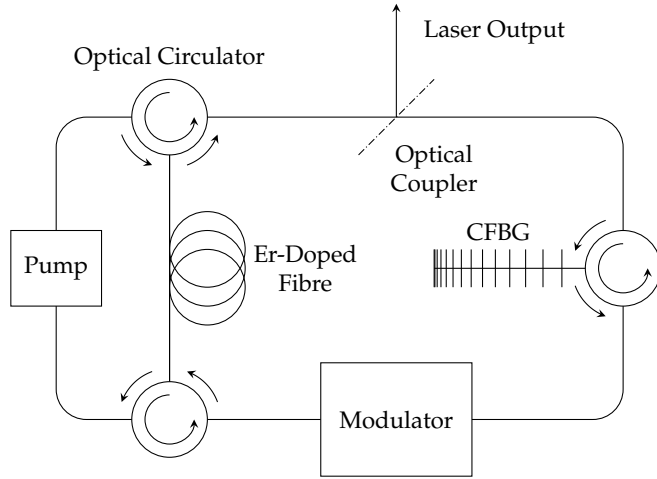 Laser Output
Optical Circulator
Optical
Coupler
CFBG
Pump
Er-Doped
Fibre
Modulator